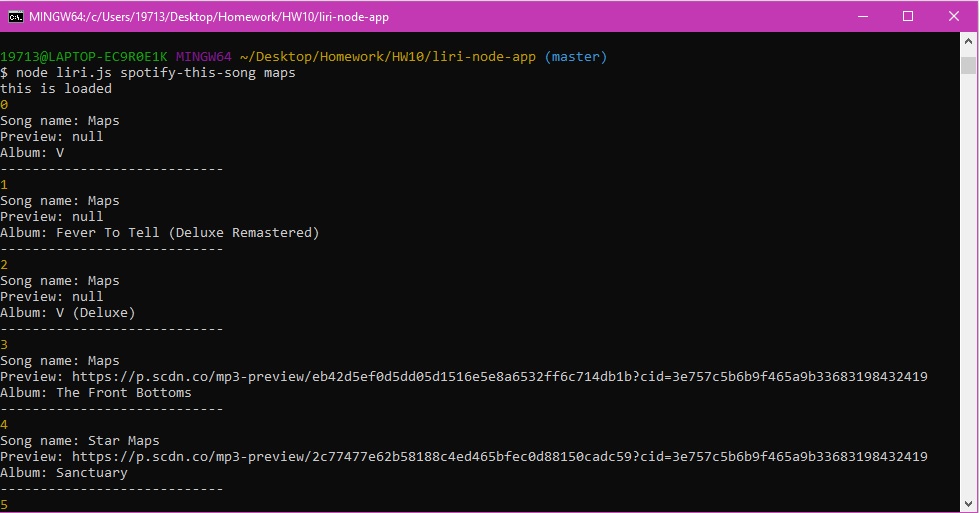 MINGW64:/c/Users/19713/Desktop/Homework/HW10/liri-node-app
19713@LAPTOP-EC9R0E1K MINGW64 ~/Desktop/Homework/HW10/liri-node-app (master)
$ node liri.js spotify-this-song maps
this is loaded
0
Song name: Maps
Preview: null
Album: V
----------------------------
1
Song name: Maps
Preview: null
Album: Fever To Tell (Deluxe Remastered)
----------------------------
2
Song name: Maps
Preview: null
Album: V (Deluxe)
----------------------------
3
Song name: Maps
Preview: https://p.scdn.co/mp3-preview/eb42d5ef0d5dd05d1516e5e8a6532ff6c714db1b?cid=3e757c5b6b9f465a9b33683198432419
Album: The Front Bottoms
----------------------------
4
Song name: Star Maps
Preview: https://p.scdn.co/mp3-preview/2c77477e62b58188c4ed465bfec0d88150cadc59?cid=3e757c5b6b9f465a9b33683198432419
Album: Sanctuary
----------------------------
5